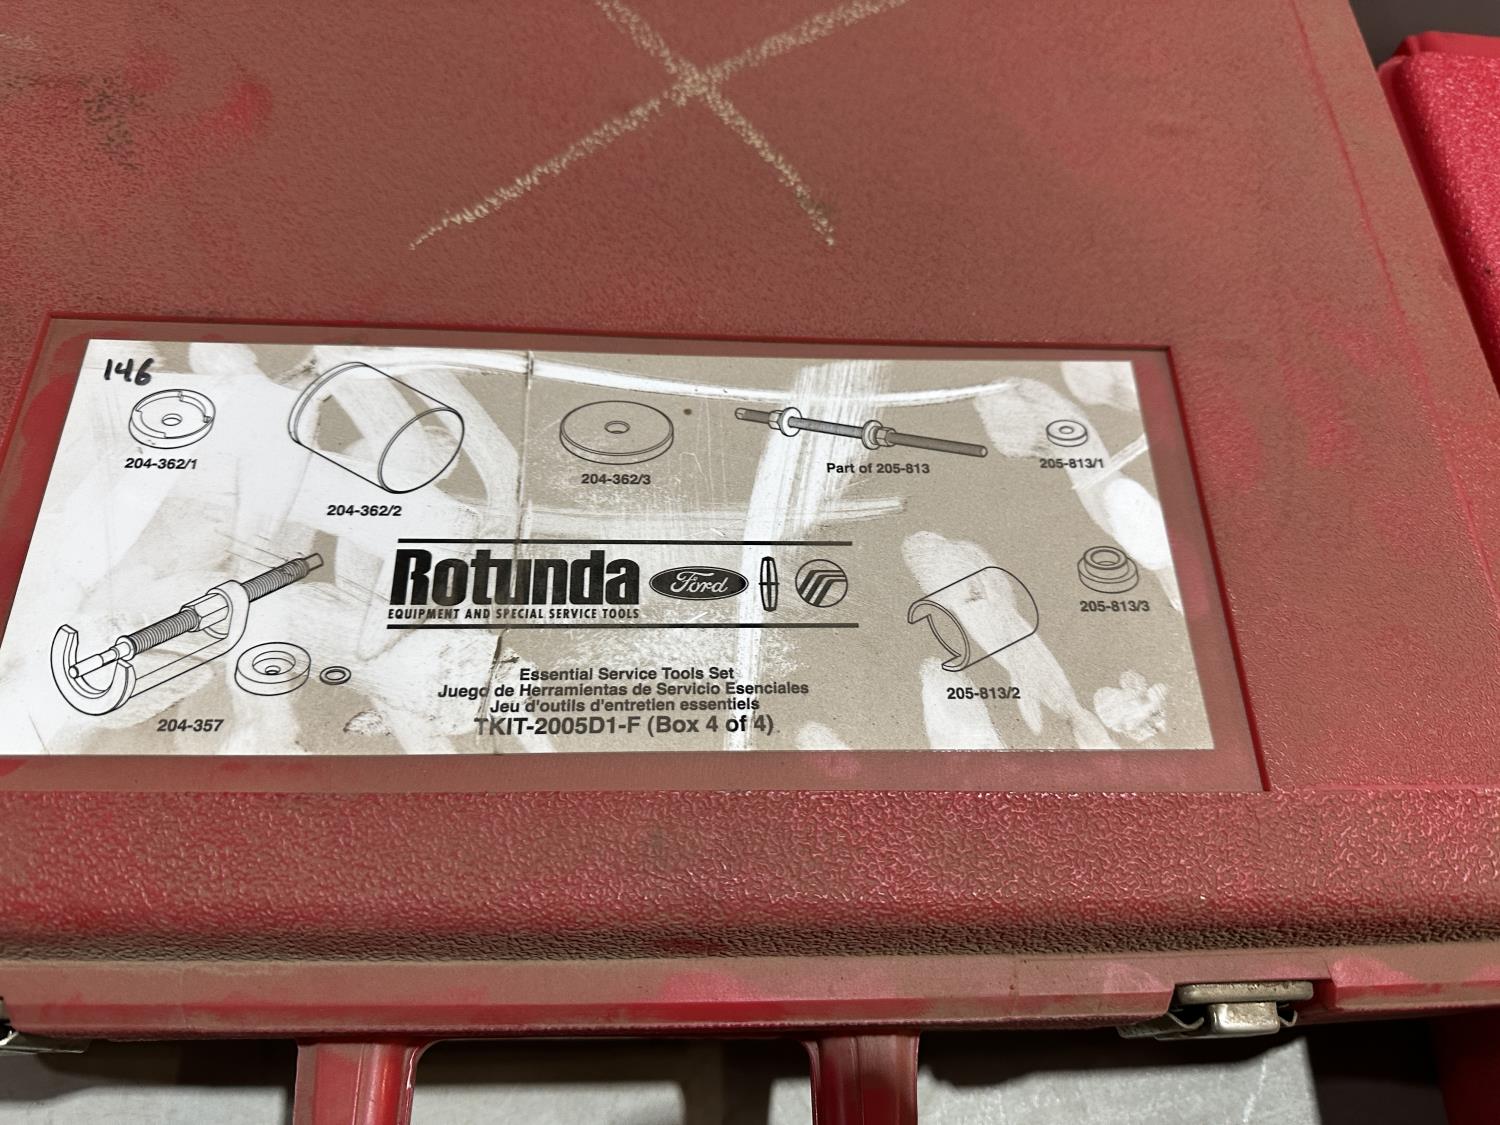 146
204-362/1
204-362/2
204-362/3
Part of 205-813
205-813/1
Rotunda
Ford
EQUIPMENT AND SPECIAL SERVICE TOOLS
205-813/3
205-813/2
204-357
Essential Service Tools Set
Juego de Herramientas de Servicio Esenciales
Jeu d'outils d'entretien essentiels
TKIT-2005D1-F (Box 4 of 4)